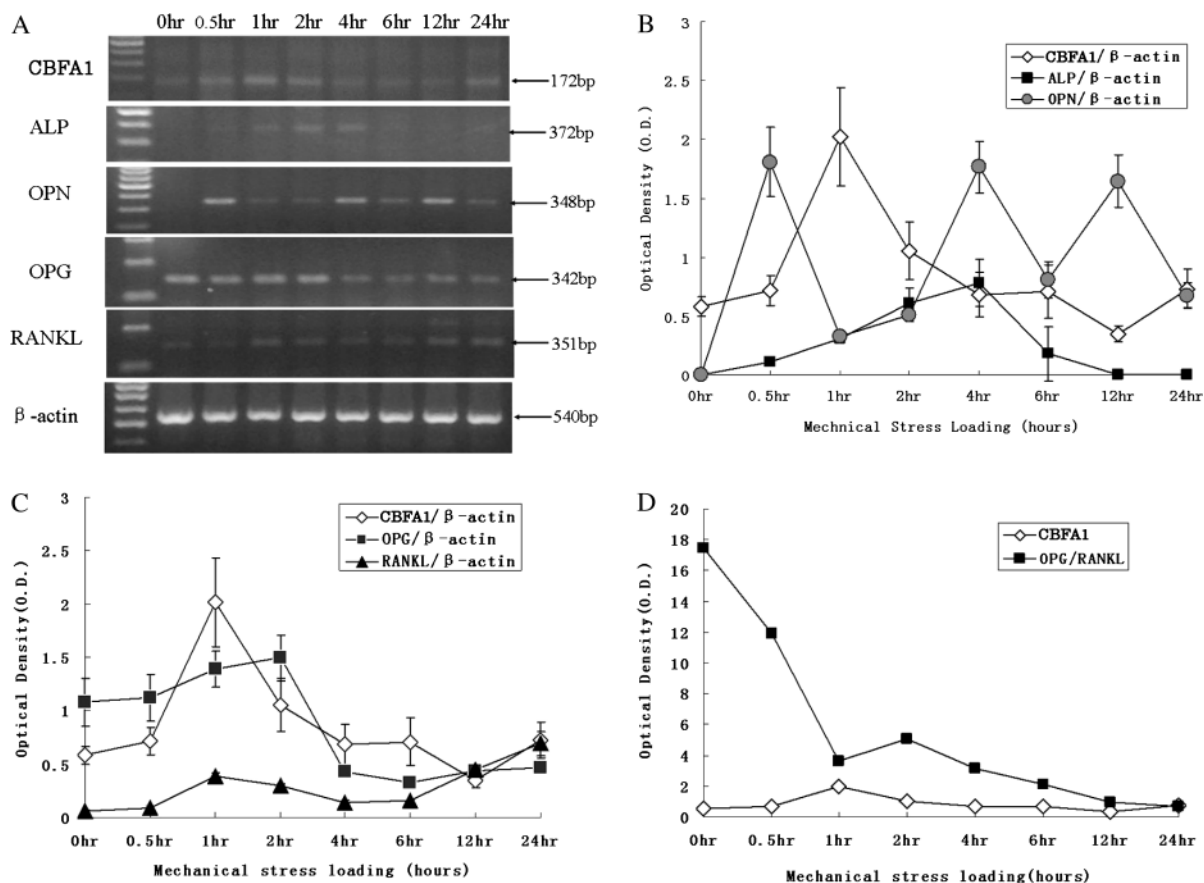 A
0hr 0.5hr 1hr 2hr 4hr 6hr 12hr 24hr
CBFA1
172bp
ALP
372bp
OPN
348bp
OPG
342bp
RANKL
351bp
β-actin
540bp
B
CBFA1/β-actin
ALP/β-actin
OPN/β-actin
Optical Density (O.D.)
3
2.5
2
1.5
1
0.5
0
0hr 0.5hr 1hr 2hr 4hr 6hr 12hr 24hr
Mechnical Stress Loading (hours)
C
CBFA1/β-actin
OPG/β-actin
RANKL/β-actin
Optical Density(O.D.)
3
2.5
2
1.5
1
0.5
0
0hr 0.5hr 1hr 2hr 4hr 6hr 12hr 24hr
Mechanical stress loading (hours)
D
CBFA1
OPG/RANKL
Optical Density(O.D.)
20
18
16
14
12
10
8
6
4
2
0
0hr 0.5hr 1hr 2hr 4hr 6hr 12hr 24hr
Mechanical stress loading(hours)